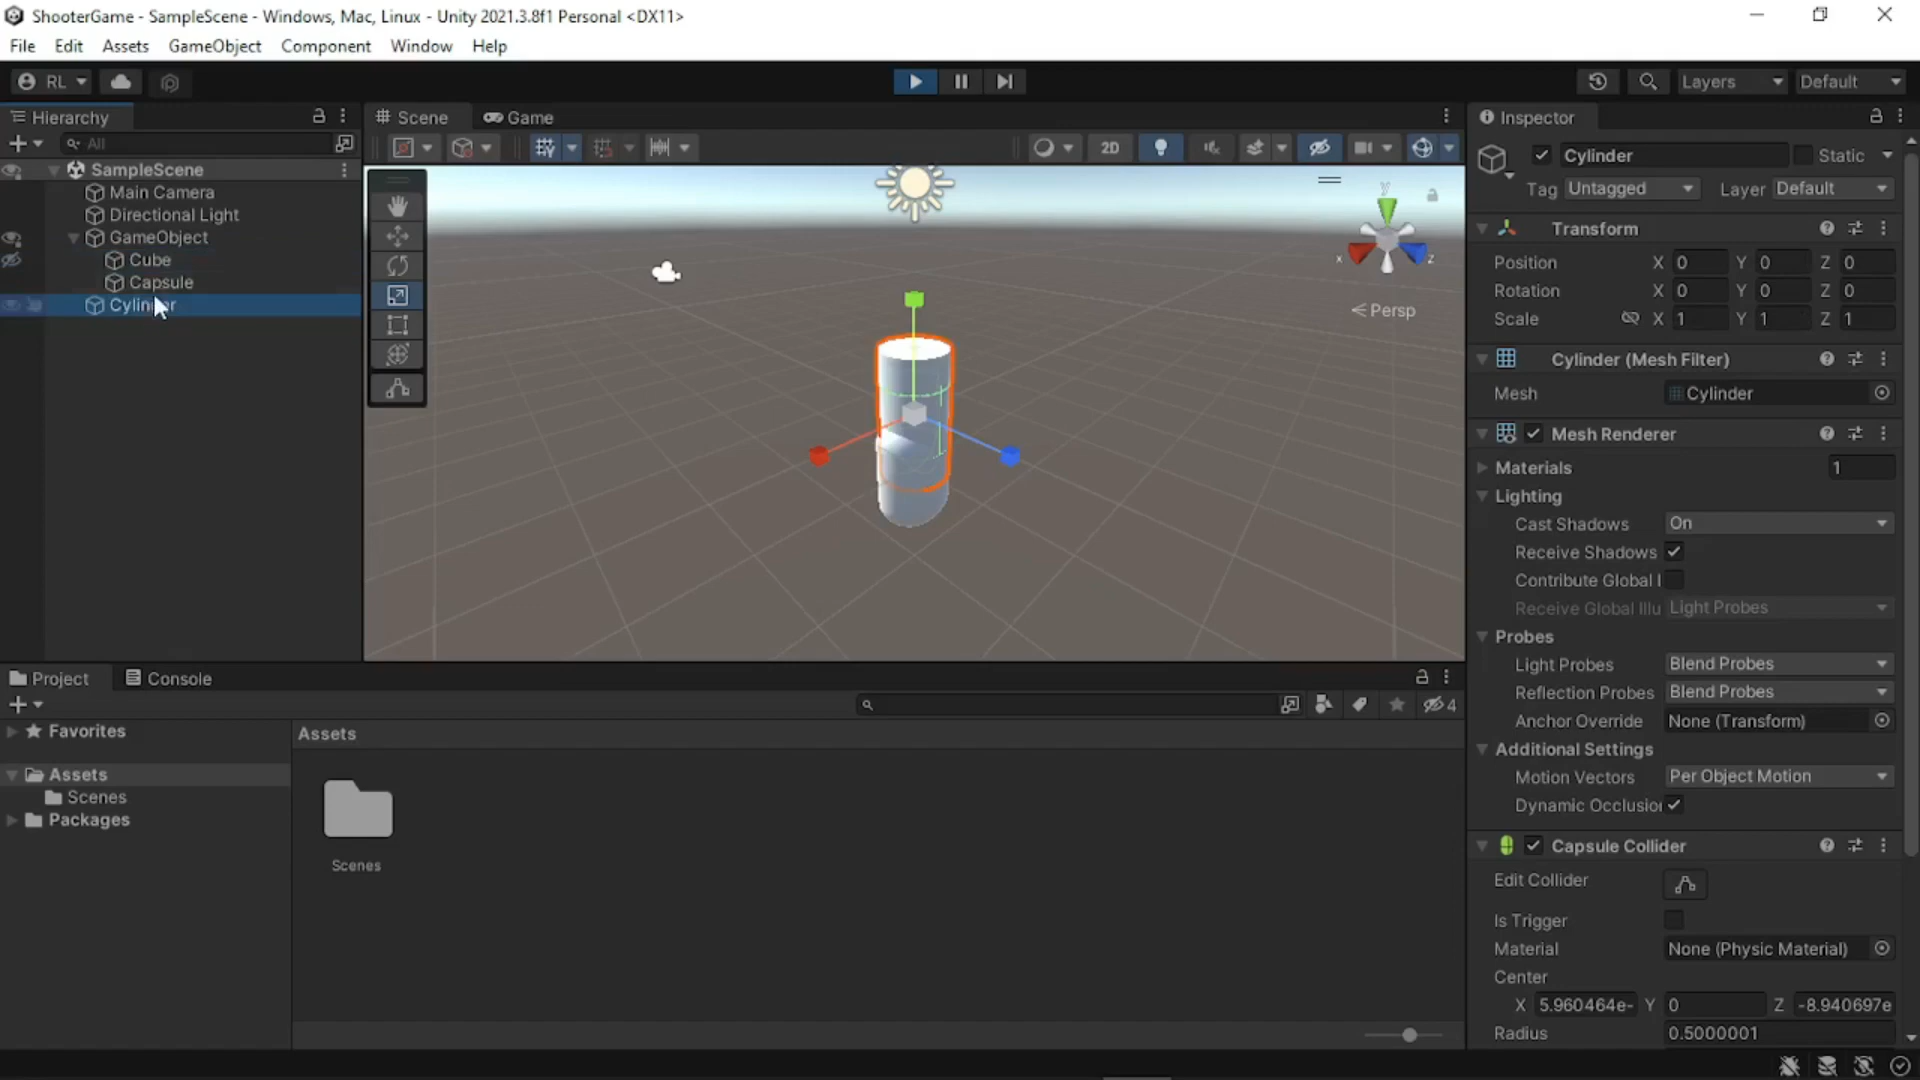 ShooterGame - SampleScene - Windows, Mac, Linux - Unity 2021.3.8f1 Personal <DX11>
File Edit Assets GameObject Component Window Help
RL Layers Default
Hierarchy
All
SampleScene
Main Camera
Directional Light
GameObject
Cube
Capsule
Scene Game
2D
y
x
z
Persp
Inspector
Cylinder Static
Tag Untagged Layer Default
Transform
Position X 0 Y 0 Z 0
Rotation X 0 Y 0 Z 0
Scale X 1 Y 1 Z 1
Cylinder (Mesh Filter)
Mesh Cylinder
Mesh Renderer
Materials 1
Lighting
Cast Shadows On
Receive Shadows
Contribute Global I
Receive Global Illu Light Probes
Probes
Light Probes Blend Probes
Reflection Probes Blend Probes
Anchor Override None (Transform)
Additional Settings
Motion Vectors Per Object Motion
Dynamic Occlusion
Capsule Collider
Edit Collider
Is Trigger
Material None (Physic Material)
Center
X 5.960464e- Y 0 Z -8.940697e
Radius 0.5000001
Project Console
4
Favorites
Assets
Scenes
Packages
Assets
Scenes